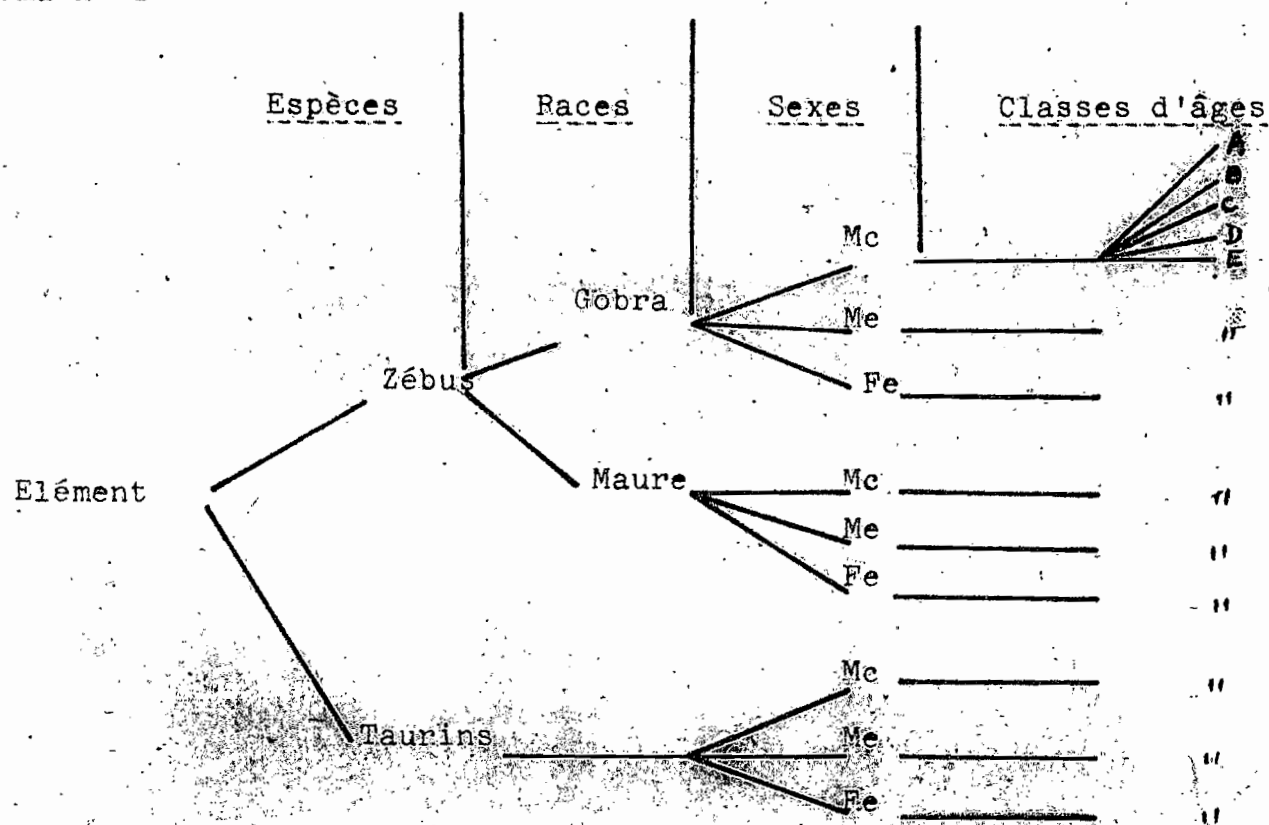 Espèces Races Sexes Classes d'âges
A
B
C
Mc D
E
Gobra
Me "
Zébus Fe "
Elément Maure Mc "
Me "
Fe "
Mc "
Taurins
Me "
Fe "